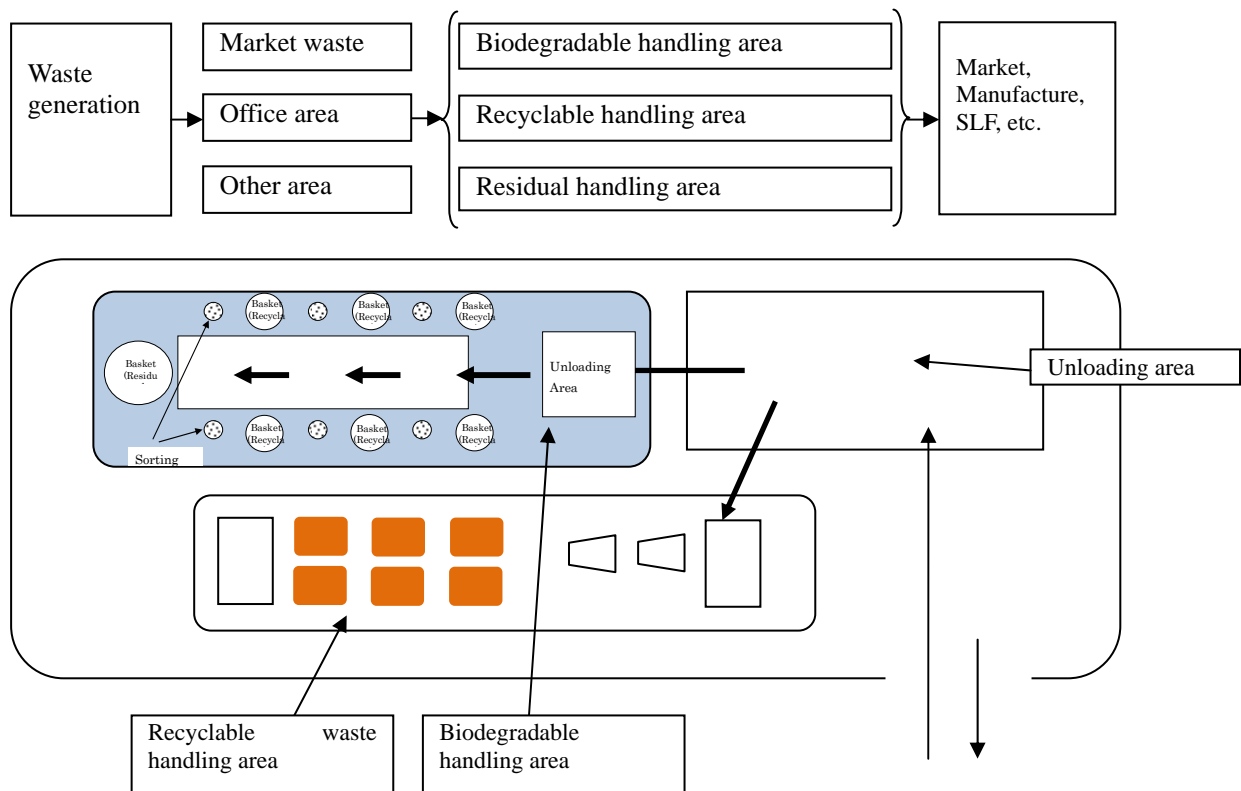 Waste
generation
Market waste
Office area
Other area
Biodegradable handling area
Recyclable handling area
Residual handling area
Market,
Manufacture,
SLF, etc.
Basket
(Recycla
Basket
(Recycla
Basket
(Recycla
Basket
(Residu
Unloading
Area
Unloading area
Basket
(Recycla
Basket
(Recycla
Basket
(Recycla
Sorting
Recyclable waste
handling area
Biodegradable
handling area